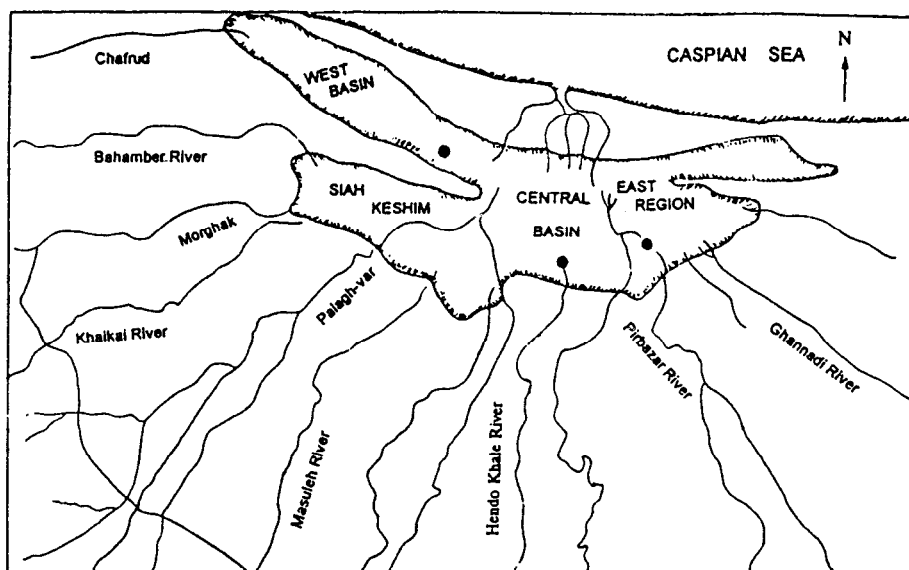 CASPIAN SEA
N
Chafrud
WEST
BASIN
Bahamber River
SIAH
KESHIM
CENTRAL
BASIN
EAST
REGION
Morghak
Palagh-var
Khaikai River
Masuleh River
Hendo Khale River
Pirbazar River
Ghannadi River